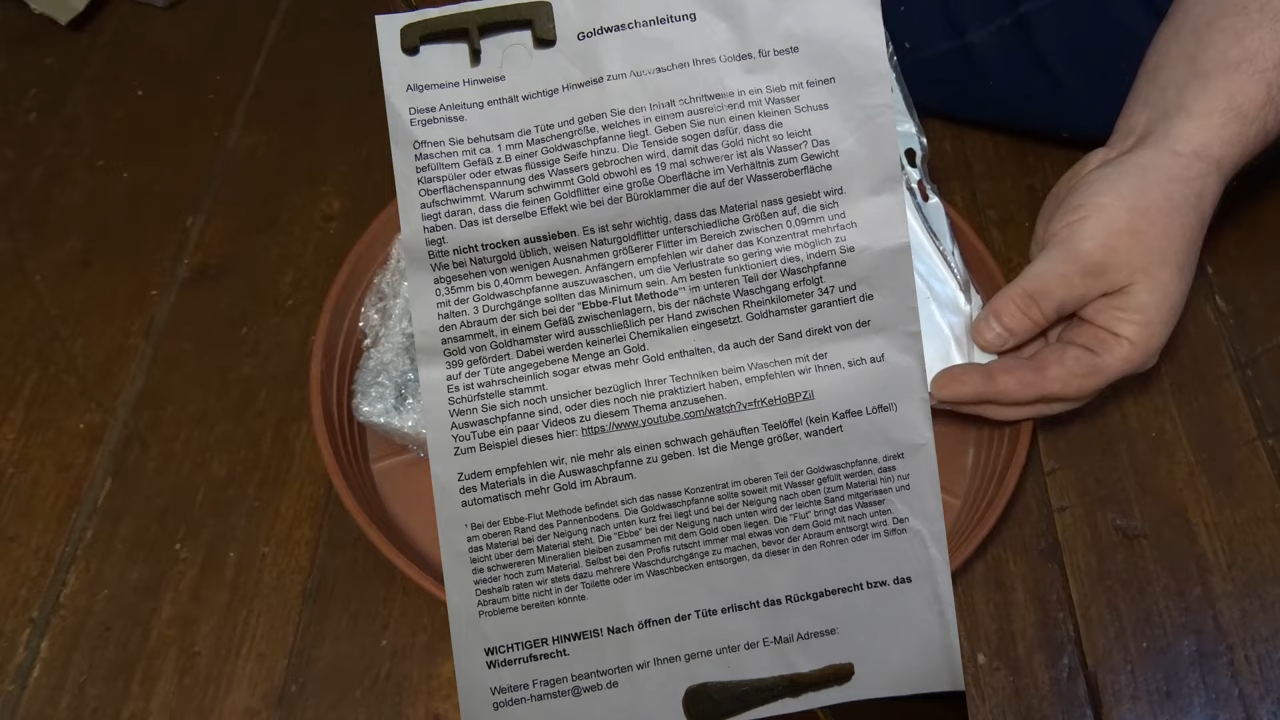 Goldwaschanleitung
Allgemeine Hinweise
Diese Anleitung enthält wichtige Hinweise zum Auswaschen Ihres Goldes, für beste
Ergebnisse.
Öffnen Sie behutsam die Tüte und geben Sie den Inhalt schrittweise in ein Sieb mit feinen
Maschen mit ca. 1 mm Maschengröße, welches in einem ausreichend mit Wasser
befülltem Gefäß z.B einer Goldwaschpfanne liegt. Geben Sie nun einen kleinen Schuss
Klarspüler oder etwas flüssige Seife hinzu. Die Tenside sogen dafür, dass die
Oberflächenspannung des Wassers gebrochen wird, damit das Gold nicht so leicht
aufschwimmt. Warum schwimmt Gold obwohl es 19 mal schwerer ist als Wasser? Das
liegt daran, dass die feinen Goldflitter eine große Oberfläche im Verhältnis zum Gewicht
haben. Das ist derselbe Effekt wie bei der Büroklammer die auf der Wasseroberfläche
liegt.
Bitte nicht trocken aussieben. Es ist sehr wichtig, dass das Material nass gesiebt wird.
Wie bei Naturgold üblich, weisen Naturgoldflitter unterschiedliche Größen auf, die sich
abgesehen von wenigen Ausnahmen größerer Flitter im Bereich zwischen 0,09mm und
0,35mm bis 0,40mm bewegen. Anfängern empfehlen wir daher das Konzentrat mehrfach
mit der Goldwaschpfanne auszuwaschen, um die Verlustrate so gering wie möglich zu
halten. 3 Durchgänge sollten das Minimum sein. Am besten funktioniert dies, indem Sie
den Abraum der sich bei der "Ebbe-Flut Methode"¹ im unteren Teil der Waschpfanne
ansammelt, in einem Gefäß zwischenlagern, bis der nächste Waschgang erfolgt.
Gold von Goldhamster wird ausschließlich per Hand zwischen Rheinkilometer 347 und
399 gefördert. Dabei werden keinerlei Chemikalien eingesetzt. Goldhamster garantiert die
auf der Tüte angegebene Menge an Gold.
Es ist wahrscheinlich sogar etwas mehr Gold enthalten, da auch der Sand direkt von der
Schürfstelle stammt.
Wenn Sie sich noch unsicher bezüglich Ihrer Techniken beim Waschen mit der
Auswaschpfanne sind, oder dies noch nie praktiziert haben, empfehlen wir Ihnen, sich auf
YouTube ein paar Videos zu diesem Thema anzusehen.
Zum Beispiel dieses hier: https://www.youtube.com/watch?v=frKeHoBPZiI
Zudem empfehlen wir, nie mehr als einen schwach gehäuften Teelöffel (kein Kaffee Löffel!)
des Materials in die Auswaschpfanne zu geben. Ist die Menge größer, wandert
automatisch mehr Gold im Abraum.
¹ Bei der Ebbe-Flut Methode befindet sich das nasse Konzentrat im oberen Teil der Goldwaschpfanne, direkt
am oberen Rand des Pannenbodens. Die Goldwaschpfanne sollte soweit mit Wasser gefüllt werden, dass
das Material bei der Neigung nach unten kurz frei liegt und bei der Neigung nach oben (zum Material hin) nur
leicht über dem Material steht. Die "Ebbe" bei der Neigung nach unten wird der leichte Sand mitgerissen und
die schwereren Mineralien bleiben zusammen mit dem Gold oben liegen. Die "Flut" bringt das Wasser
wieder hoch zum Material. Selbst bei den Profis rutscht immer mal etwas von dem Gold mit nach unten.
Deshalb raten wir stets dazu mehrere Waschdurchgänge zu machen, bevor der Abraum entsorgt wird. Den
Abraum bitte nicht in der Toilette oder im Waschbecken entsorgen, da dieser in den Rohren oder im Siffon
Probleme bereiten könnte.
WICHTIGER HINWEIS! Nach öffnen der Tüte erlischt das Rückgaberecht bzw. das
Widerrufsrecht.
Weitere Fragen beantworten wir Ihnen gerne unter der E-Mail Adresse:
golden-hamster@web.de